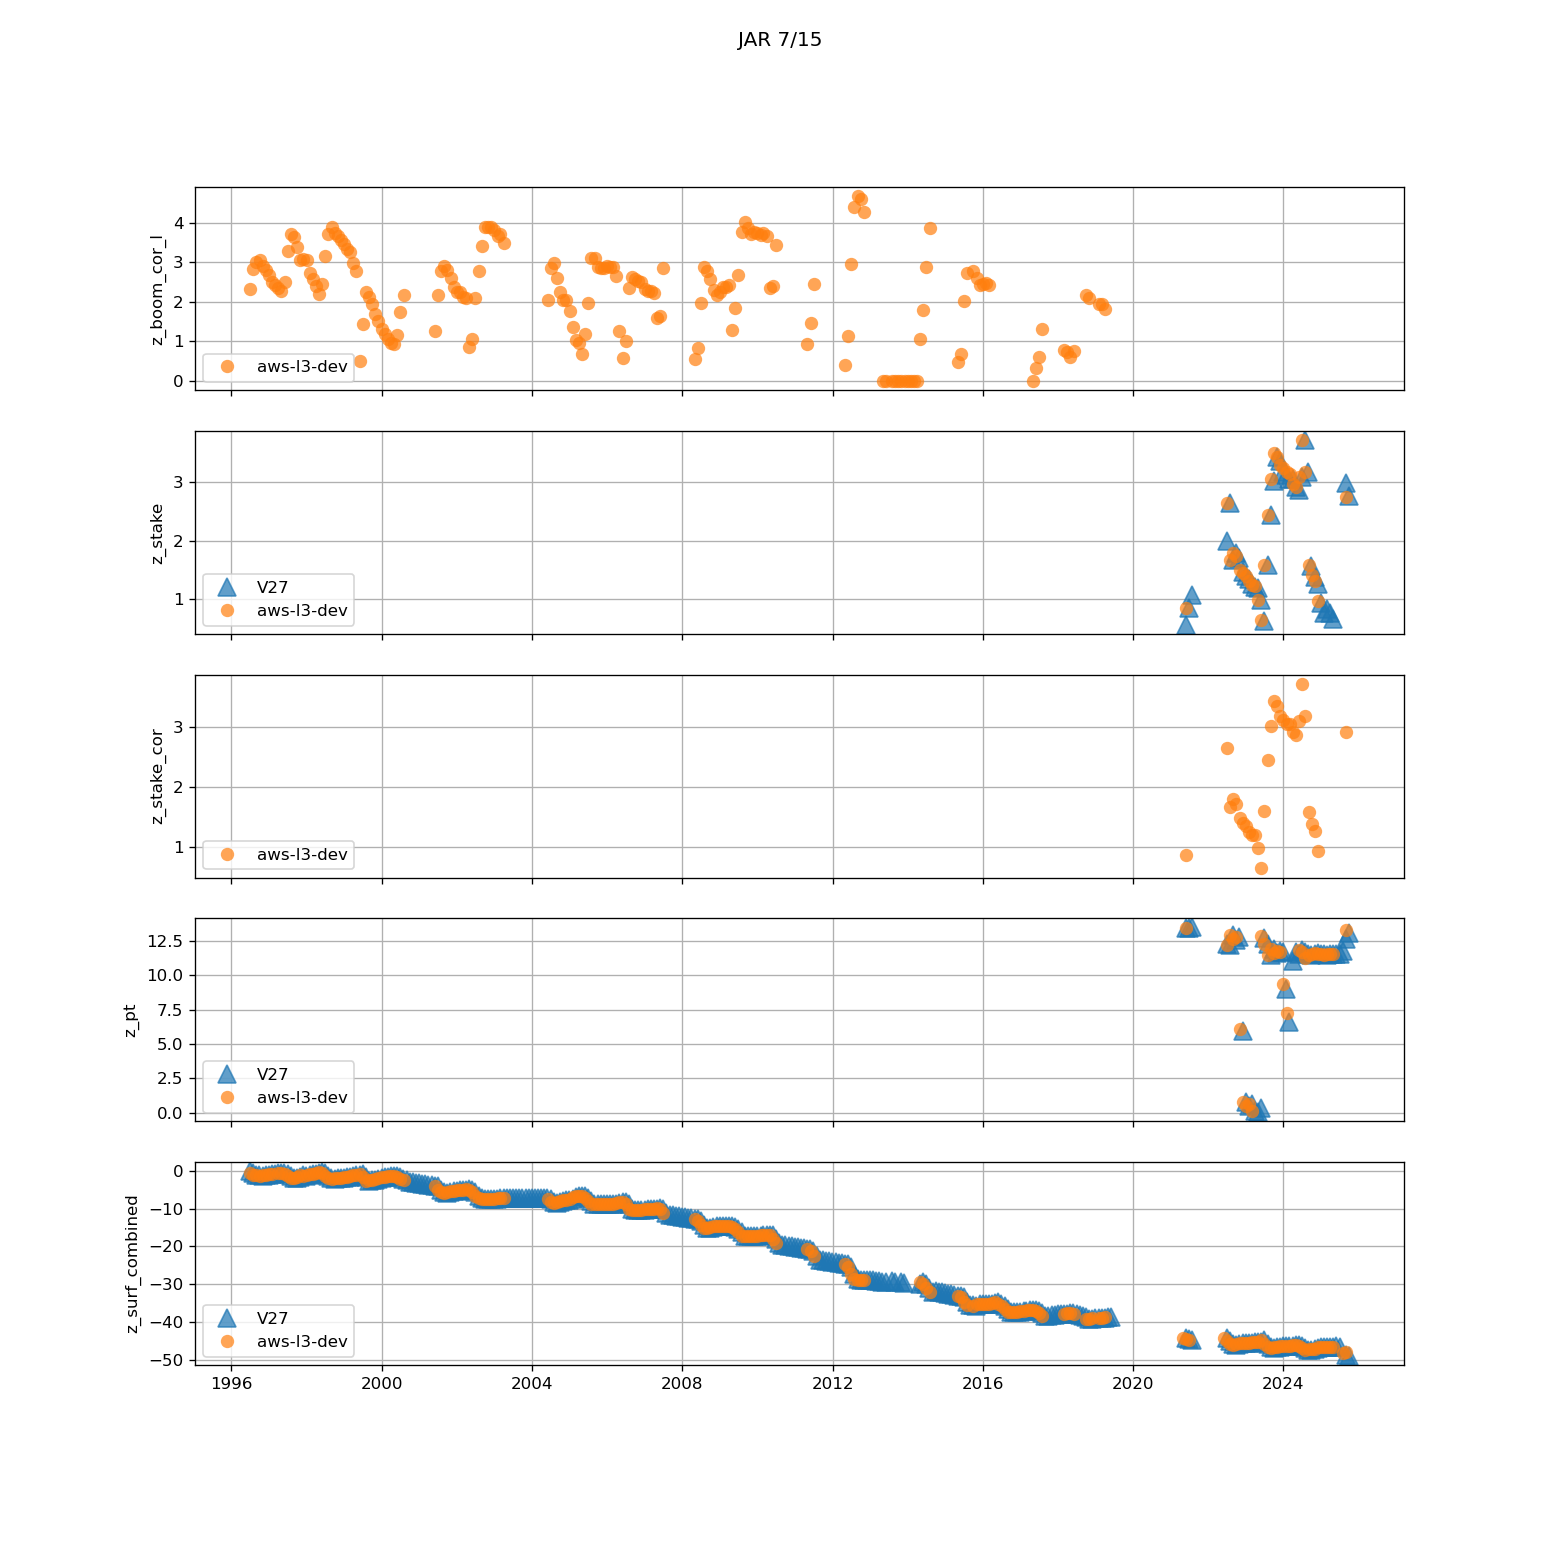 JAR 7/15
z_boom_cor_l
4
3
2
1
0
aws-l3-dev
z_stake
3
2
1
V27
aws-l3-dev
z_stake_cor
3
2
1
aws-l3-dev
z_pt
12.5
10.0
7.5
5.0
2.5
0.0
V27
aws-l3-dev
z_surf_combined
0
−10
−20
−30
−40
−50
V27
aws-l3-dev
1996 2000 2004 2008 2012 2016 2020 2024